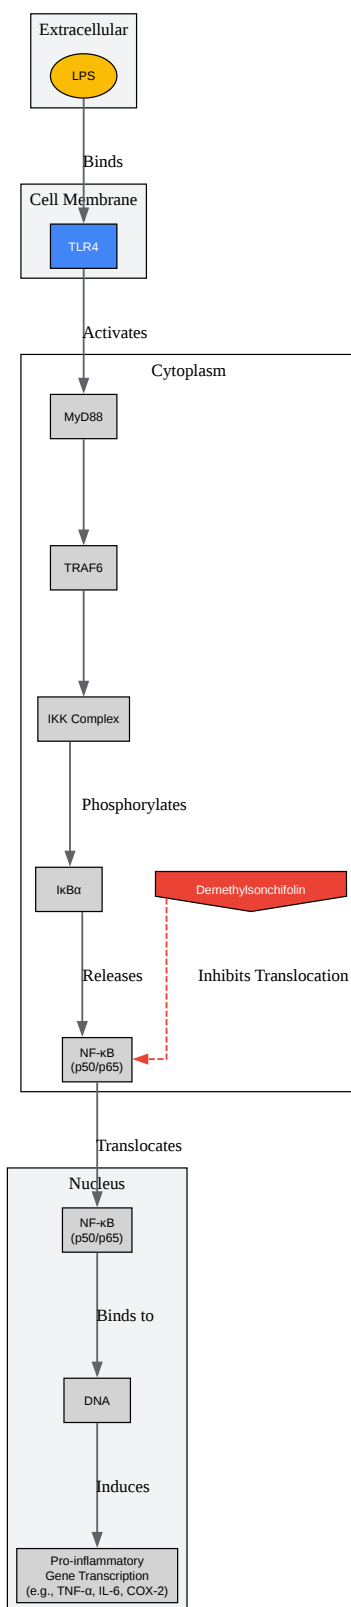 Extracellular
LPS
Binds
Cell Membrane
TLR4
Activates
Cytoplasm
MyD88
TRAF6
IKK Complex
Phosphorylates
IκBα
Demethylsonchifolin
Releases
Inhibits Translocation
NF-κB
(p50/p65)
Translocates
Nucleus
NF-κB
(p50/p65)
Binds to
DNA
Induces
Pro-inflammatory
Gene Transcription
(e.g., TNF-α, IL-6, COX-2)